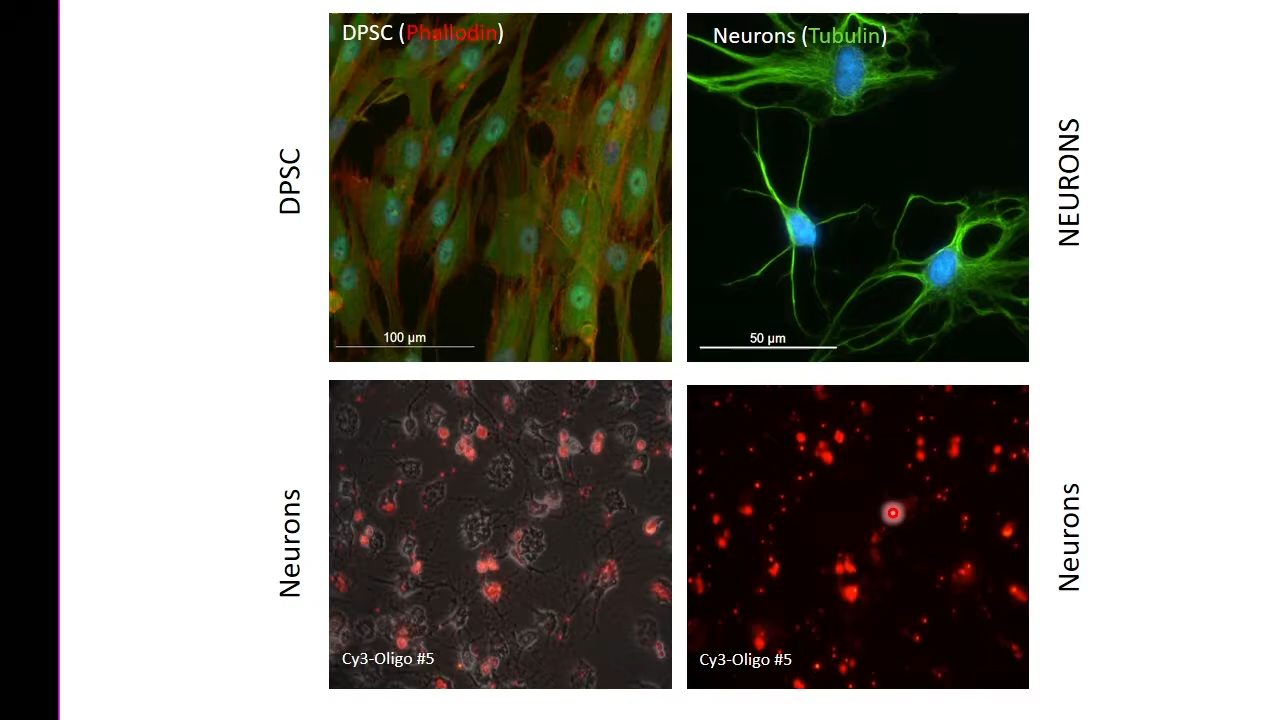 DPSC (Phallodin)
Neurons (Tubulin)
DPSC
NEURONS
100 µm
50 µm
Neurons
Neurons
Cy3-Oligo #5
Cy3-Oligo #5